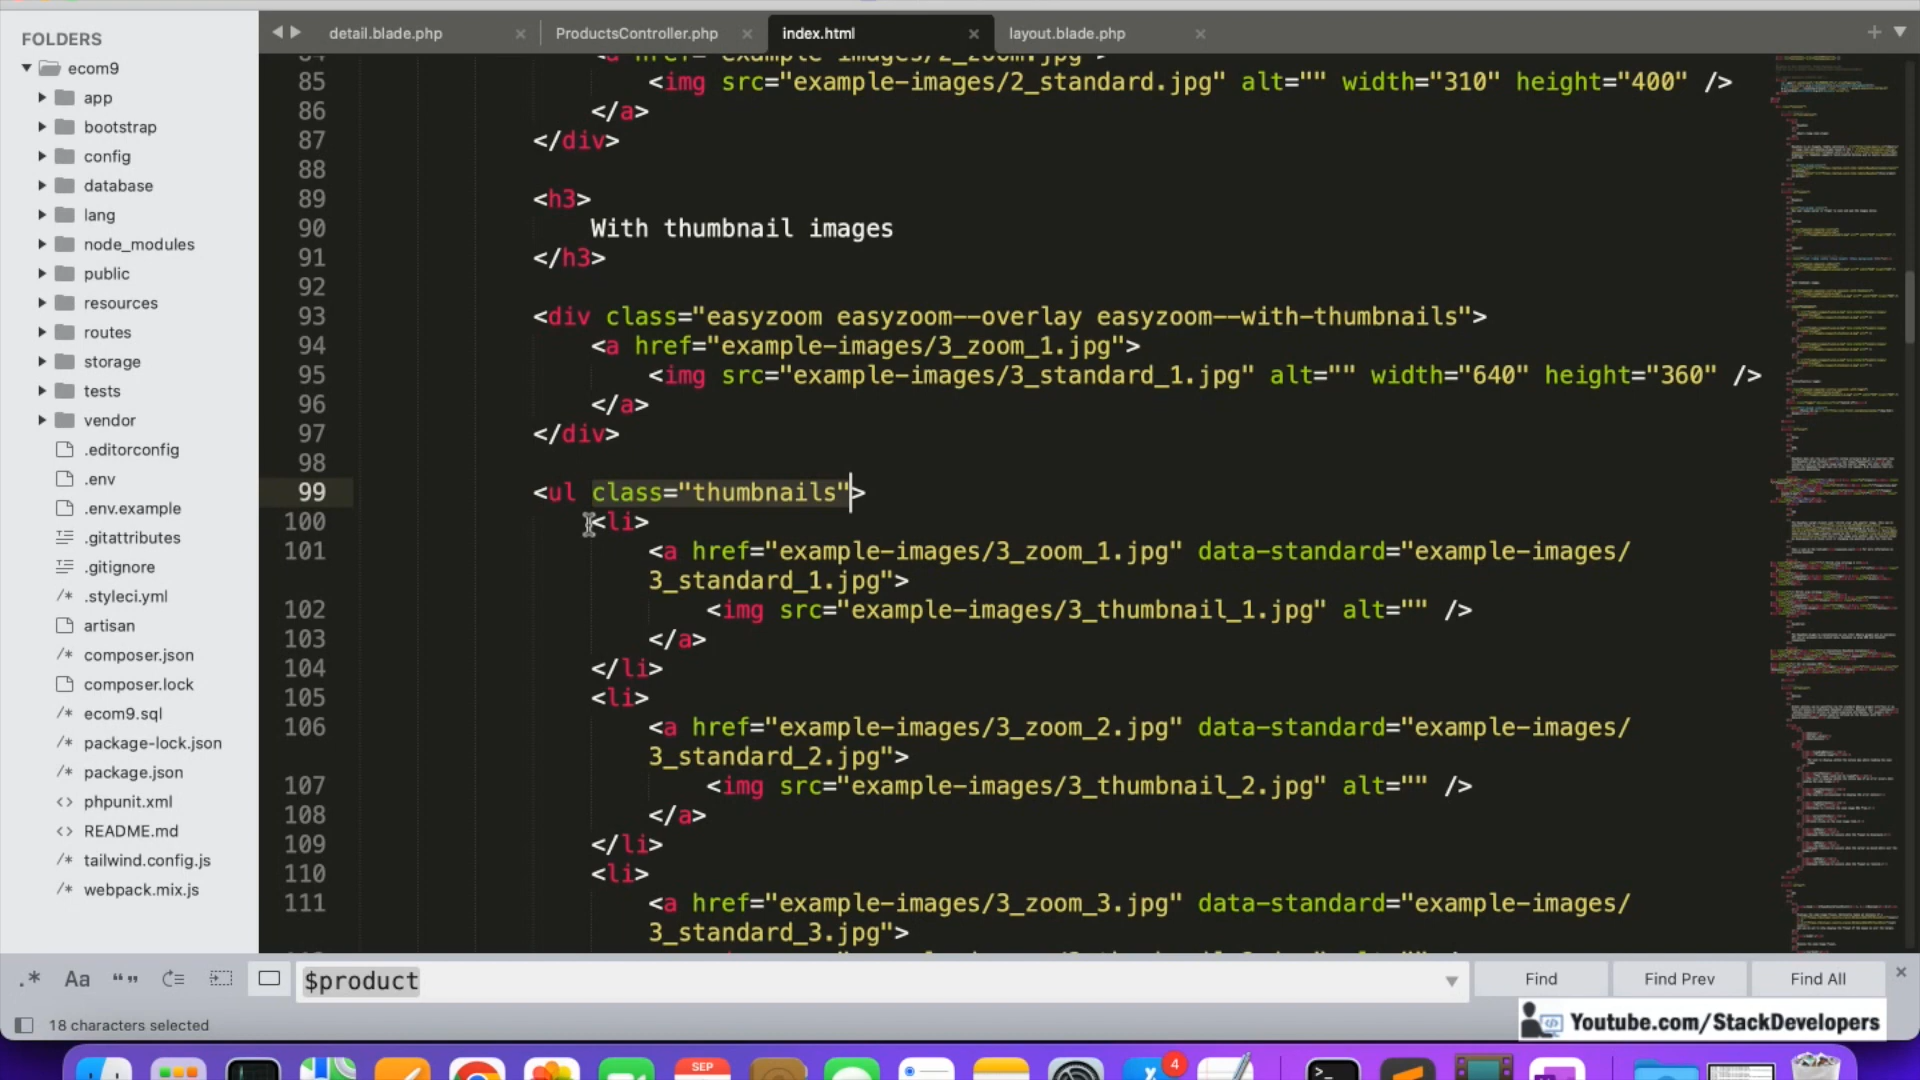 FOLDERS
ecom9
app
bootstrap
config
database
lang
node_modules
public
resources
routes
storage
tests
vendor
.editorconfig
.env
.env.example
.gitattributes
.gitignore
/* .styleci.yml
artisan
/* composer.json
composer.lock
/* ecom9.sql
/* package-lock.json
/* package.json
<> phpunit.xml
<> README.md
/* tailwind.config.js
/* webpack.mix.js
detail.blade.php × ProductsController.php × index.html × layout.blade.php ×
84 <a href="example-images/2_zoom.jpg">
85 <img src="example-images/2_standard.jpg" alt="" width="310" height="400" />
86 </a>
87 </div>
88
89 <h3>
90 With thumbnail images
91 </h3>
92
93 <div class="easyzoom easyzoom--overlay easyzoom--with-thumbnails">
94 <a href="example-images/3_zoom_1.jpg">
95 <img src="example-images/3_standard_1.jpg" alt="" width="640" height="360" />
96 </a>
97 </div>
98
99 <ul class="thumbnails">
100 <li>
101 <a href="example-images/3_zoom_1.jpg" data-standard="example-images/
3_standard_1.jpg">
102 <img src="example-images/3_thumbnail_1.jpg" alt="" />
103 </a>
104 </li>
105 <li>
106 <a href="example-images/3_zoom_2.jpg" data-standard="example-images/
3_standard_2.jpg">
107 <img src="example-images/3_thumbnail_2.jpg" alt="" />
108 </a>
109 </li>
110 <li>
111 <a href="example-images/3_zoom_3.jpg" data-standard="example-images/
3_standard_3.jpg">
.* Aa “ ” $product Find Find Prev Find All ×
18 characters selected
Youtube.com/StackDevelopers
SEP
4